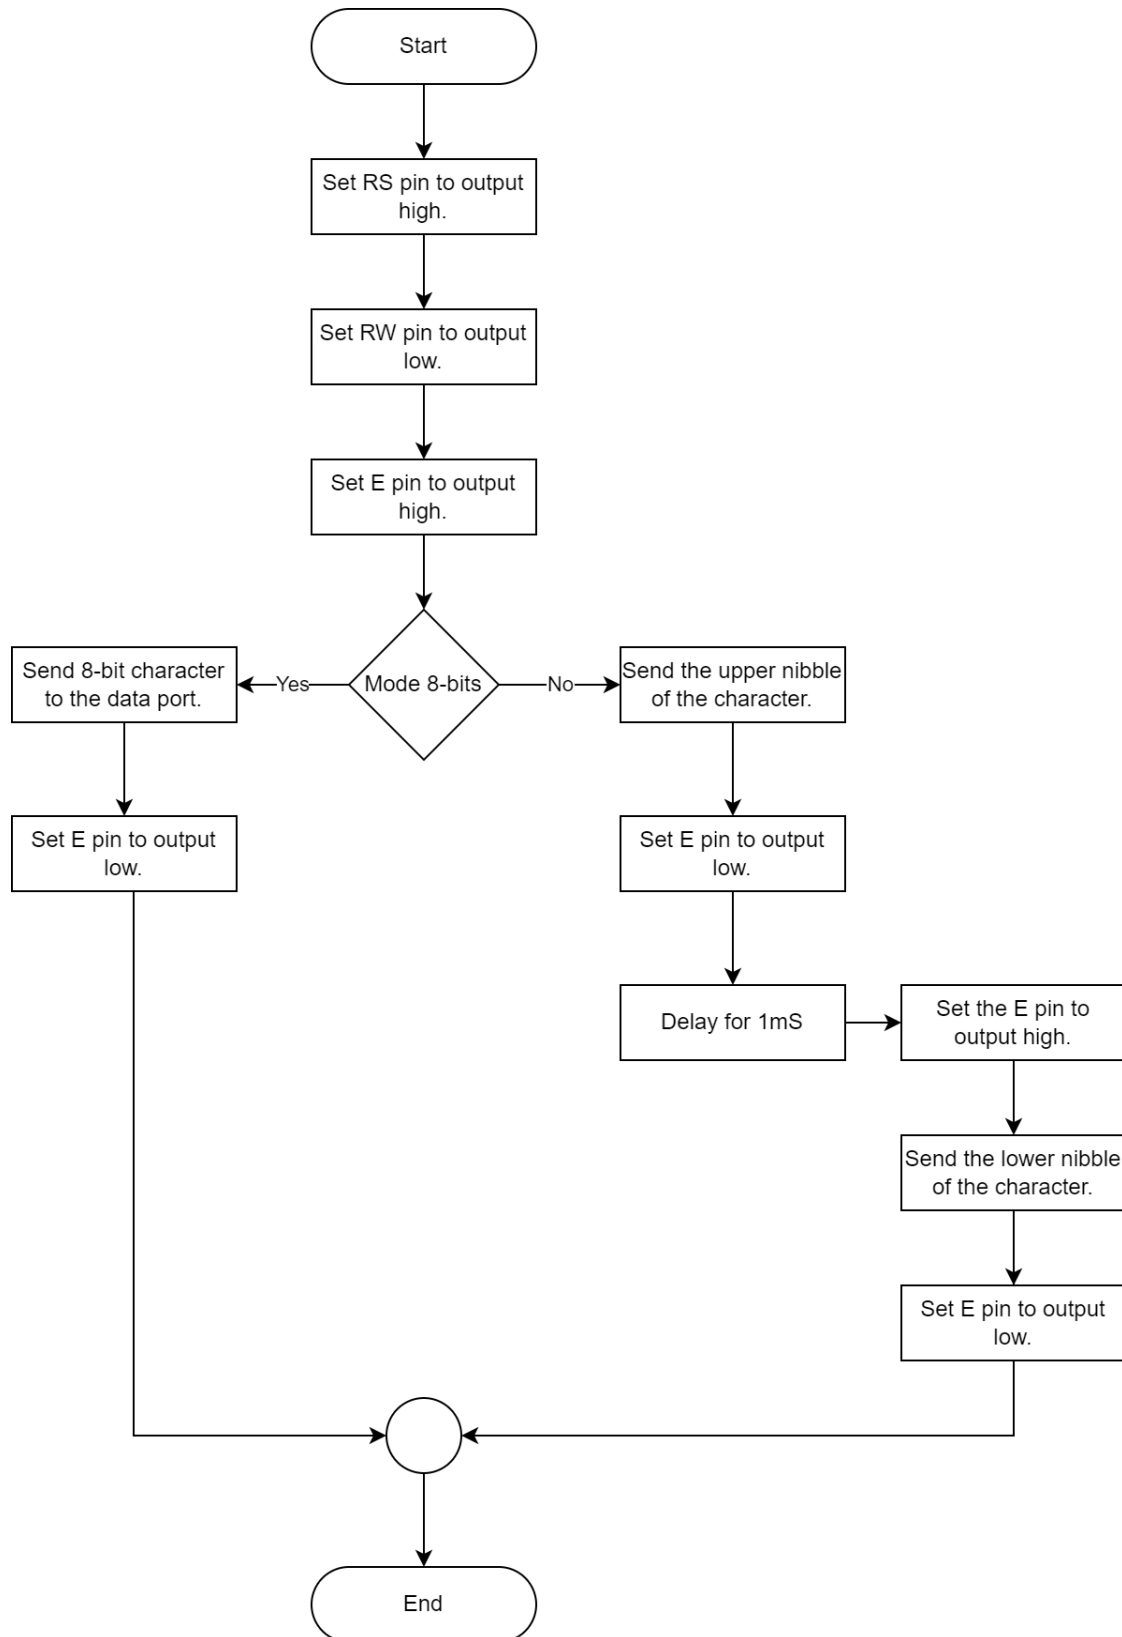 Start
Set RS pin to output
high.
Set RW pin to output
low.
Set E pin to output
high.
Mode 8-bits
Yes
No
Send 8-bit character
to the data port.
Set E pin to output
low.
Send the upper nibble
of the character.
Set E pin to output
low.
Delay for 1mS
Set the E pin to
output high.
Send the lower nibble
of the character.
Set E pin to output
low.
End